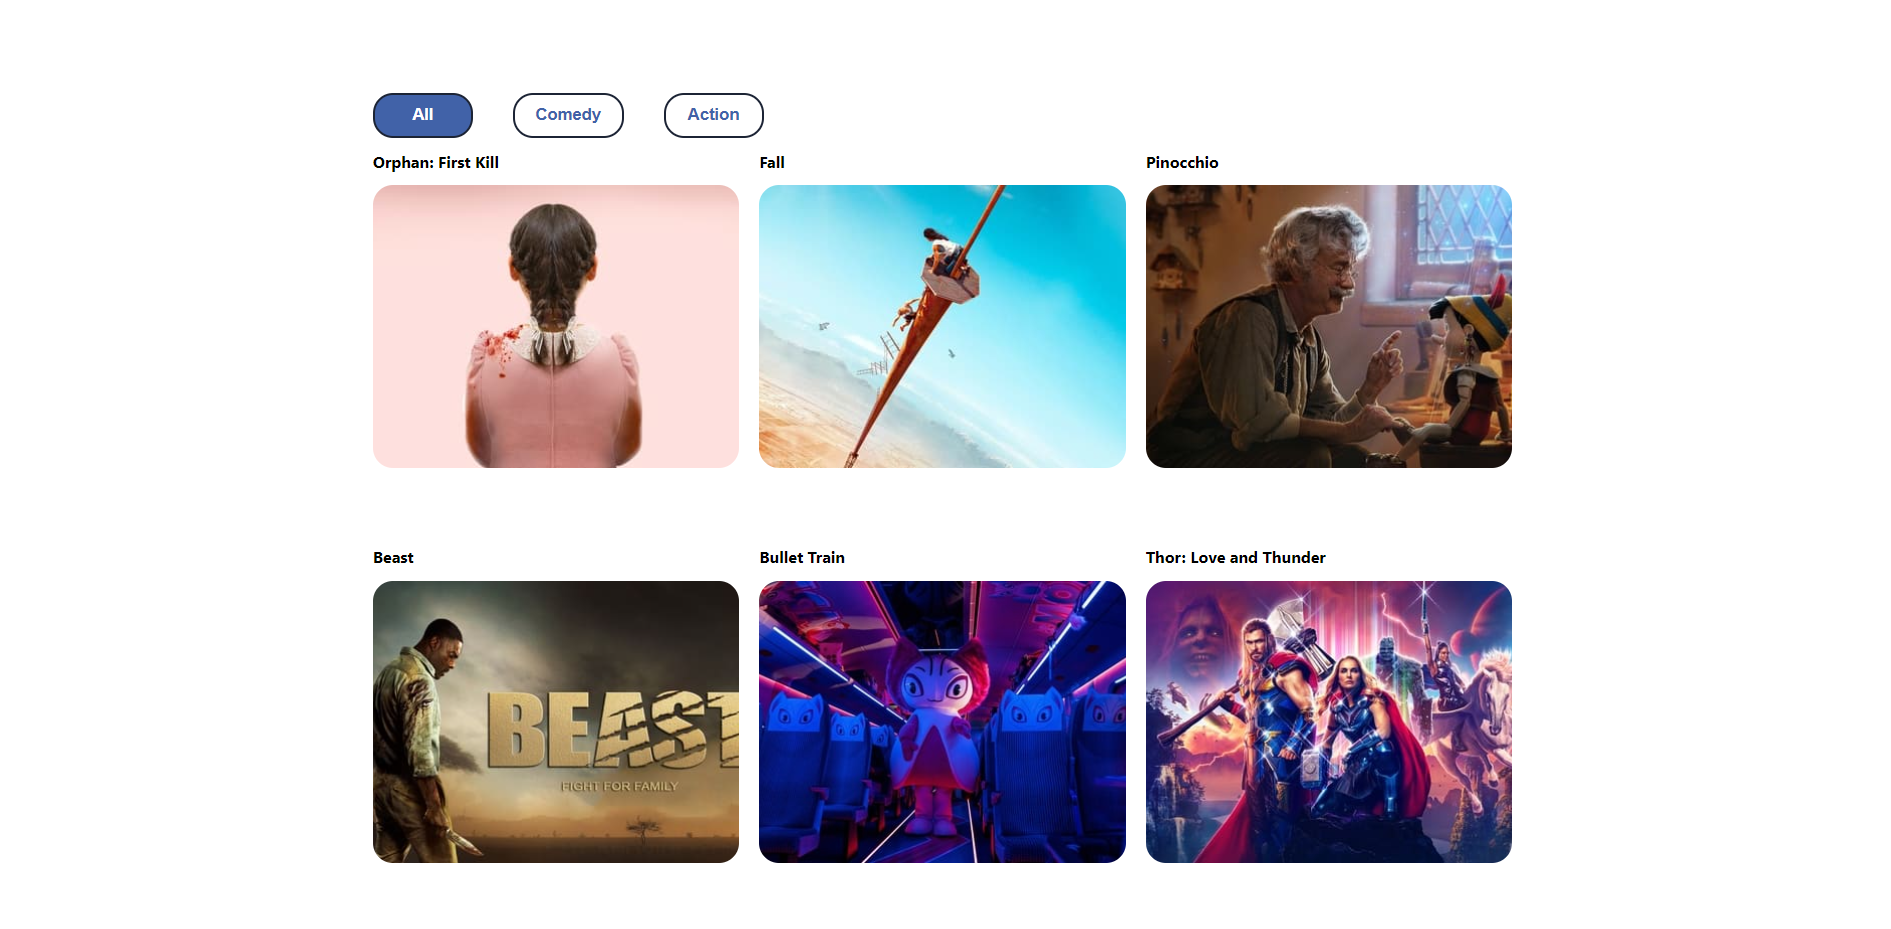 All
Comedy
Action
Orphan: First Kill
Fall
Pinocchio
Beast
Bullet Train
Thor: Love and Thunder
BEAST
FIGHT FOR FAMILY